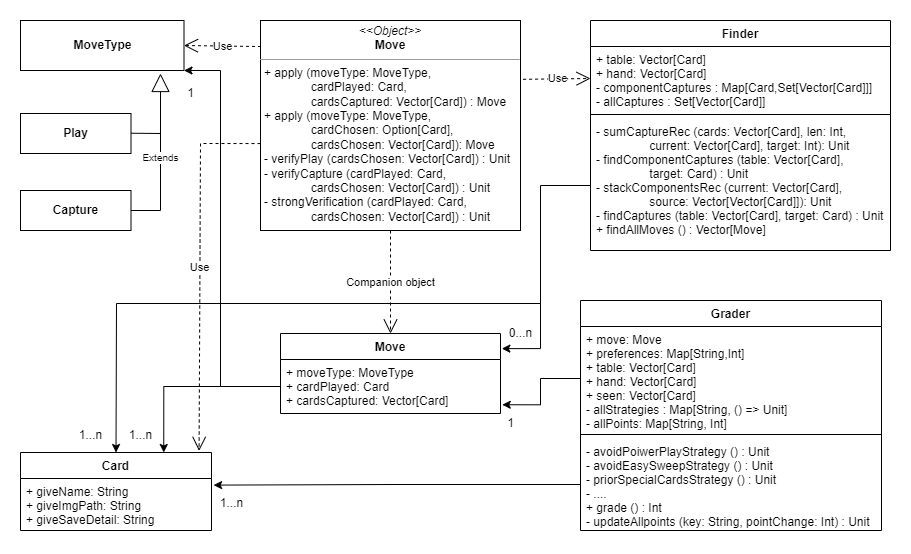 MoveType
Play
Capture
Extends
1
Use
<<Object>>
Move
+ apply (moveType: MoveType,
cardPlayed: Card,
cardsCaptured: Vector[Card]) : Move
+ apply (moveType: MoveType,
cardChosen: Option[Card],
cardsChosen: Vector[Card]): Move
- verifyPlay (cardsChosen: Vector[Card]) : Unit
- verifyCapture (cardPlayed: Card,
cardsChosen: Vector[Card]) : Unit
- strongVerification (cardPlayed: Card,
cardsChosen: Vector[Card]) : Unit
Use
Finder
+ table: Vector[Card]
+ hand: Vector[Card]
- componentCaptures : Map[Card,Set[Vector[Card]]]
- allCaptures : Set[Vector[Card]]
- sumCaptureRec (cards: Vector[Card], len: Int,
current: Vector[Card], target: Int): Unit
- findComponentCaptures (table: Vector[Card],
target: Card) : Unit
- stackComponentsRec (current: Vector[Card],
source: Vector[Vector[Card]]): Unit
- findCaptures (table: Vector[Card], target: Card) : Unit
+ findAllMoves () : Vector[Move]
Use
Companion object
0...n
Move
+ moveType: MoveType
+ cardPlayed: Card
+ cardsCaptured: Vector[Card]
1
Grader
+ move: Move
+ preferences: Map[String,Int]
+ table: Vector[Card]
+ hand: Vector[Card]
+ seen: Vector[Card]
- allStrategies : Map[String, () => Unit]
- allPoints: Map[String, Int]
- avoidPoiwerPlayStrategy () : Unit
- avoidEasySweepStrategy () : Unit
- priorSpecialCardsStrategy () : Unit
- ....
+ grade () : Int
- updateAllpoints (key: String, pointChange: Int) : Unit
1...n
1...n
Card
+ giveName: String
+ giveImgPath: String
+ giveSaveDetail: String
1...n